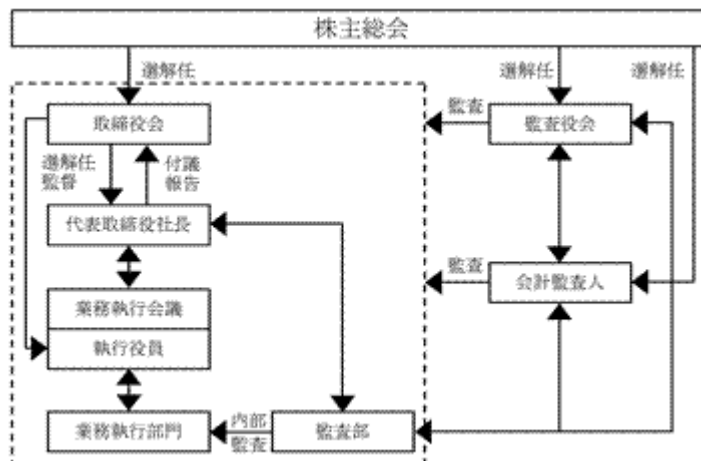 株主総会
選解任
選解任
選解任
取締役会
監査
監査役会
選解任
監督
付議
報告
代表取締役社長
監査
会計監査人
業務執行会議
執行役員
業務執行部門
内部
監査
監査部